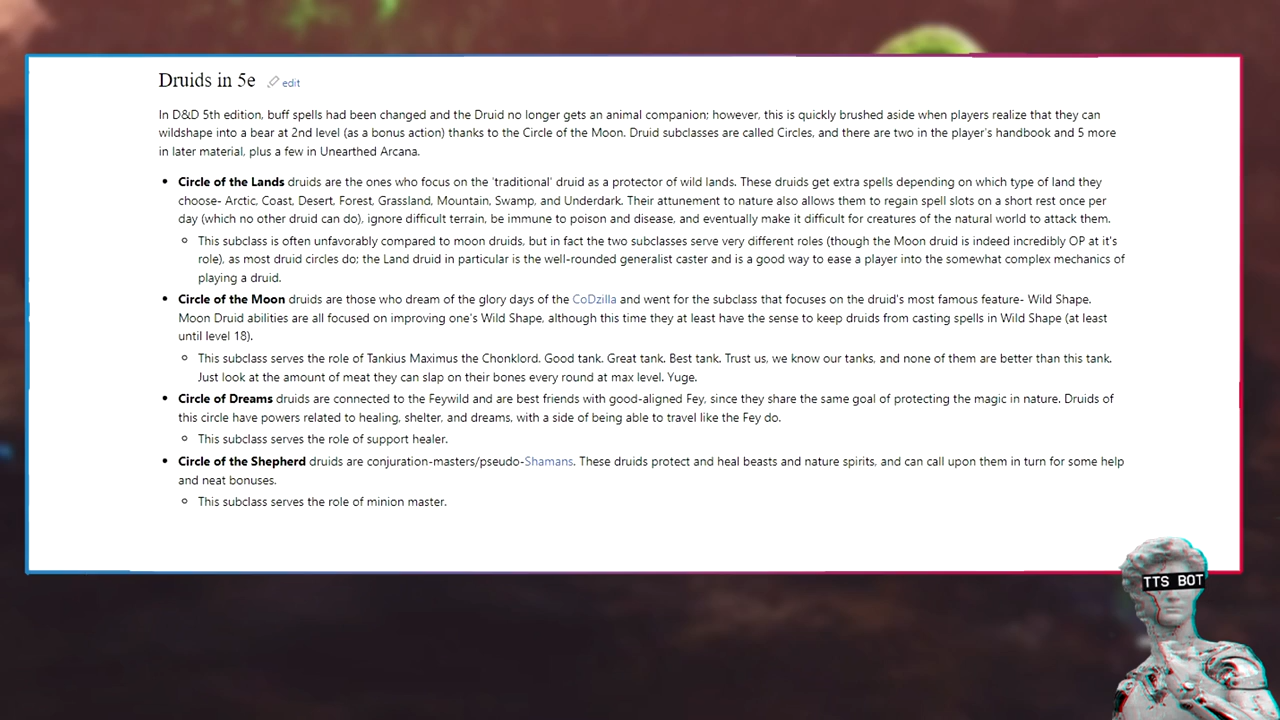 Druids in 5e edit
In D&D 5th edition, buff spells had been changed and the Druid no longer gets an animal companion; however, this is quickly brushed aside when players realize that they can
wildshape into a bear at 2nd level (as a bonus action) thanks to the Circle of the Moon. Druid subclasses are called Circles, and there are two in the player's handbook and 5 more
in later material, plus a few in Unearthed Arcana.
• Circle of the Lands druids are the ones who focus on the 'traditional' druid as a protector of wild lands. These druids get extra spells depending on which type of land they
choose- Arctic, Coast, Desert, Forest, Grassland, Mountain, Swamp, and Underdark. Their attunement to nature also allows them to regain spell slots on a short rest once per
day (which no other druid can do), ignore difficult terrain, be immune to poison and disease, and eventually make it difficult for creatures of the natural world to attack them.
◦ This subclass is often unfavorably compared to moon druids, but in fact the two subclasses serve very different roles (though the Moon druid is indeed incredibly OP at it's
role), as most druid circles do; the Land druid in particular is the well-rounded generalist caster and is a good way to ease a player into the somewhat complex mechanics of
playing a druid.
• Circle of the Moon druids are those who dream of the glory days of the CoDzilla and went for the subclass that focuses on the druid's most famous feature- Wild Shape.
Moon Druid abilities are all focused on improving one's Wild Shape, although this time they at least have the sense to keep druids from casting spells in Wild Shape (at least
until level 18).
◦ This subclass serves the role of Tankius Maximus the Chonklord. Good tank. Great tank. Best tank. Trust us, we know our tanks, and none of them are better than this tank.
Just look at the amount of meat they can slap on their bones every round at max level. Yuge.
• Circle of Dreams druids are connected to the Feywild and are best friends with good-aligned Fey, since they share the same goal of protecting the magic in nature. Druids of
this circle have powers related to healing, shelter, and dreams, with a side of being able to travel like the Fey do.
◦ This subclass serves the role of support healer.
• Circle of the Shepherd druids are conjuration-masters/pseudo-Shamans. These druids protect and heal beasts and nature spirits, and can call upon them in turn for some help
and neat bonuses.
◦ This subclass serves the role of minion master.
TTS BOT